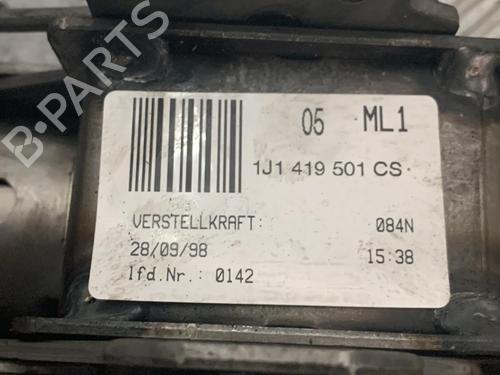 B-PARTS
05 ML1
1J1 419 501 CS
VERSTELLKRAFT: 084N
28/09/98 15:38
lfd.Nr.: 0142